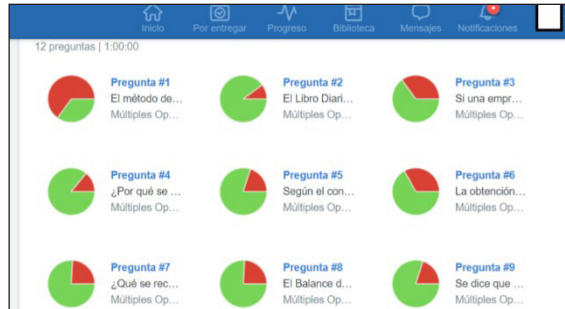 Inicio
Por entregar
Progreso
Biblioteca
Mensajes
Notificaciones
12 preguntas | 1:00:00
Pregunta #1
El método de...
Múltiples Op...
Pregunta #2
El Libro Diari...
Múltiples Op...
Pregunta #3
Si una empr...
Múltiples Op...
Pregunta #4
¿Por qué se ...
Múltiples Op...
Pregunta #5
Según el con...
Múltiples Op...
Pregunta #6
La obtención...
Múltiples Op...
Pregunta #7
¿Qué se rec...
Múltiples Op...
Pregunta #8
El Balance d...
Múltiples Op...
Pregunta #9
Se dice que ...
Múltiples Op...